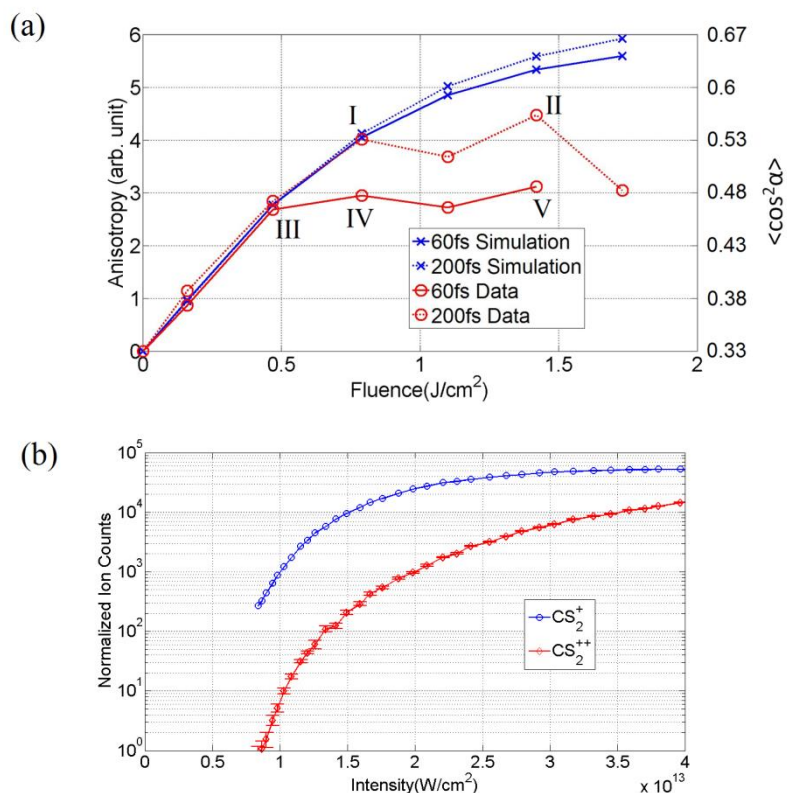 (a)
6
5
4
3
2
1
0
Anisotropy (arb. unit)
I
II
III
IV
V
60fs Simulation
200fs Simulation
60fs Data
200fs Data
0.67
0.6
0.53
0.48
0.43
0.38
0.33
<cos²α>
0 0.5 1 1.5 2
Fluence(J/cm²)
(b)
10⁵
10⁴
10³
10²
10¹
10⁰
Normalized Ion Counts
CS₂⁺
CS₂⁺⁺
0 0.5 1 1.5 2 2.5 3 3.5 4
Intensity(W/cm²)
x 10¹³